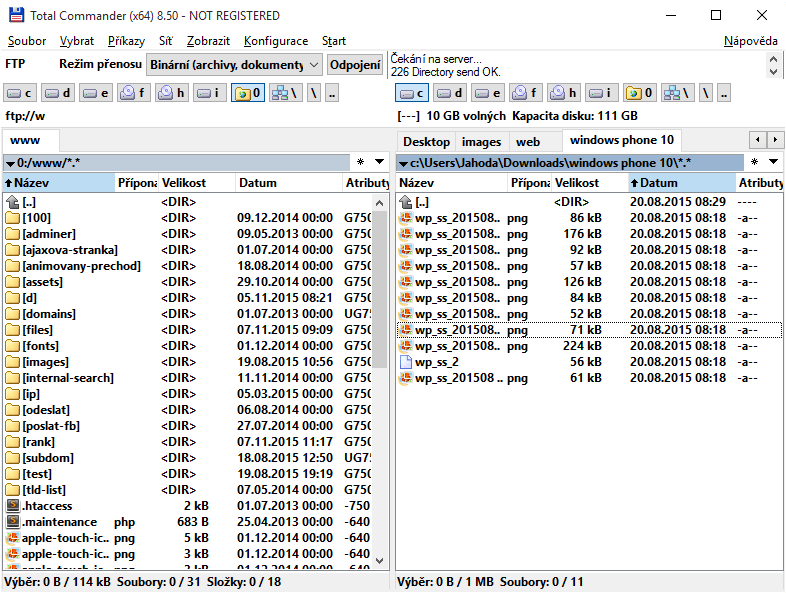 Total Commander (x64) 8.50 - NOT REGISTERED
Soubor Vybrat Příkazy Síť Zobrazit Konfigurace Start Nápověda
FTP Režim přenosu Binární (archivy, dokumenty Odpojení
Čekání na server...
226 Directory send OK.
c d e f h i 0 \ \ ..
c d e f h i 0 \ \ ..
ftp://w
[---] 10 GB volných Kapacita disku: 111 GB
www
Desktop images web windows phone 10
0:/www/*.* * ▼
c:\Users\Jahoda\Downloads\windows phone 10\*.* * ▼
Název Přípona Velikost Datum Atributy
[..] <DIR>
[100] <DIR> 09.12.2014 00:00 G750
[adminer] <DIR> 09.05.2013 00:00 G750
[ajaxova-stranka] <DIR> 01.07.2014 00:00 G750
[animovany-prechod] <DIR> 18.08.2014 00:00 G750
[assets] <DIR> 29.10.2014 00:00 G750
[d] <DIR> 05.11.2015 08:21 G750
[domains] <DIR> 01.07.2013 00:00 UG75
[files] <DIR> 07.11.2015 09:09 G750
[fonts] <DIR> 01.12.2014 00:00 G750
[images] <DIR> 19.08.2015 10:56 G750
[internal-search] <DIR> 11.11.2014 00:00 G750
[ip] <DIR> 05.03.2015 00:00 G750
[odeslat] <DIR> 06.08.2014 00:00 G750
[poslat-fb] <DIR> 27.07.2014 00:00 G750
[rank] <DIR> 07.11.2015 11:17 G750
[subdom] <DIR> 18.08.2015 12:50 UG75
[test] <DIR> 19.08.2015 19:19 G750
[tld-list] <DIR> 07.05.2014 00:00 G750
.htaccess 2 kB 01.07.2013 00:00 -750
.maintenance php 683 B 25.04.2013 00:00 -640
apple-touch-ic.. png 5 kB 01.12.2014 00:00 -640
apple-touch-ic.. png 3 kB 01.12.2014 00:00 -640
Výběr: 0 B / 114 kB Soubory: 0 / 31 Složky: 0 / 18
Název Přípona Velikost Datum Atributy
[..] <DIR> 20.08.2015 08:29 ----
wp_ss_201508.. png 86 kB 20.08.2015 08:18 -a--
wp_ss_201508.. png 176 kB 20.08.2015 08:18 -a--
wp_ss_201508.. png 92 kB 20.08.2015 08:18 -a--
wp_ss_201508.. png 57 kB 20.08.2015 08:18 -a--
wp_ss_201508.. png 126 kB 20.08.2015 08:18 -a--
wp_ss_201508.. png 84 kB 20.08.2015 08:18 -a--
wp_ss_201508.. png 52 kB 20.08.2015 08:18 -a--
wp_ss_201508.. png 71 kB 20.08.2015 08:18 -a--
wp_ss_201508.. png 224 kB 20.08.2015 08:18 -a--
wp_ss_2 56 kB 20.08.2015 08:18 -a--
wp_ss_201508 .. png 61 kB 20.08.2015 08:18 -a--
Výběr: 0 B / 1 MB Soubory: 0 / 11